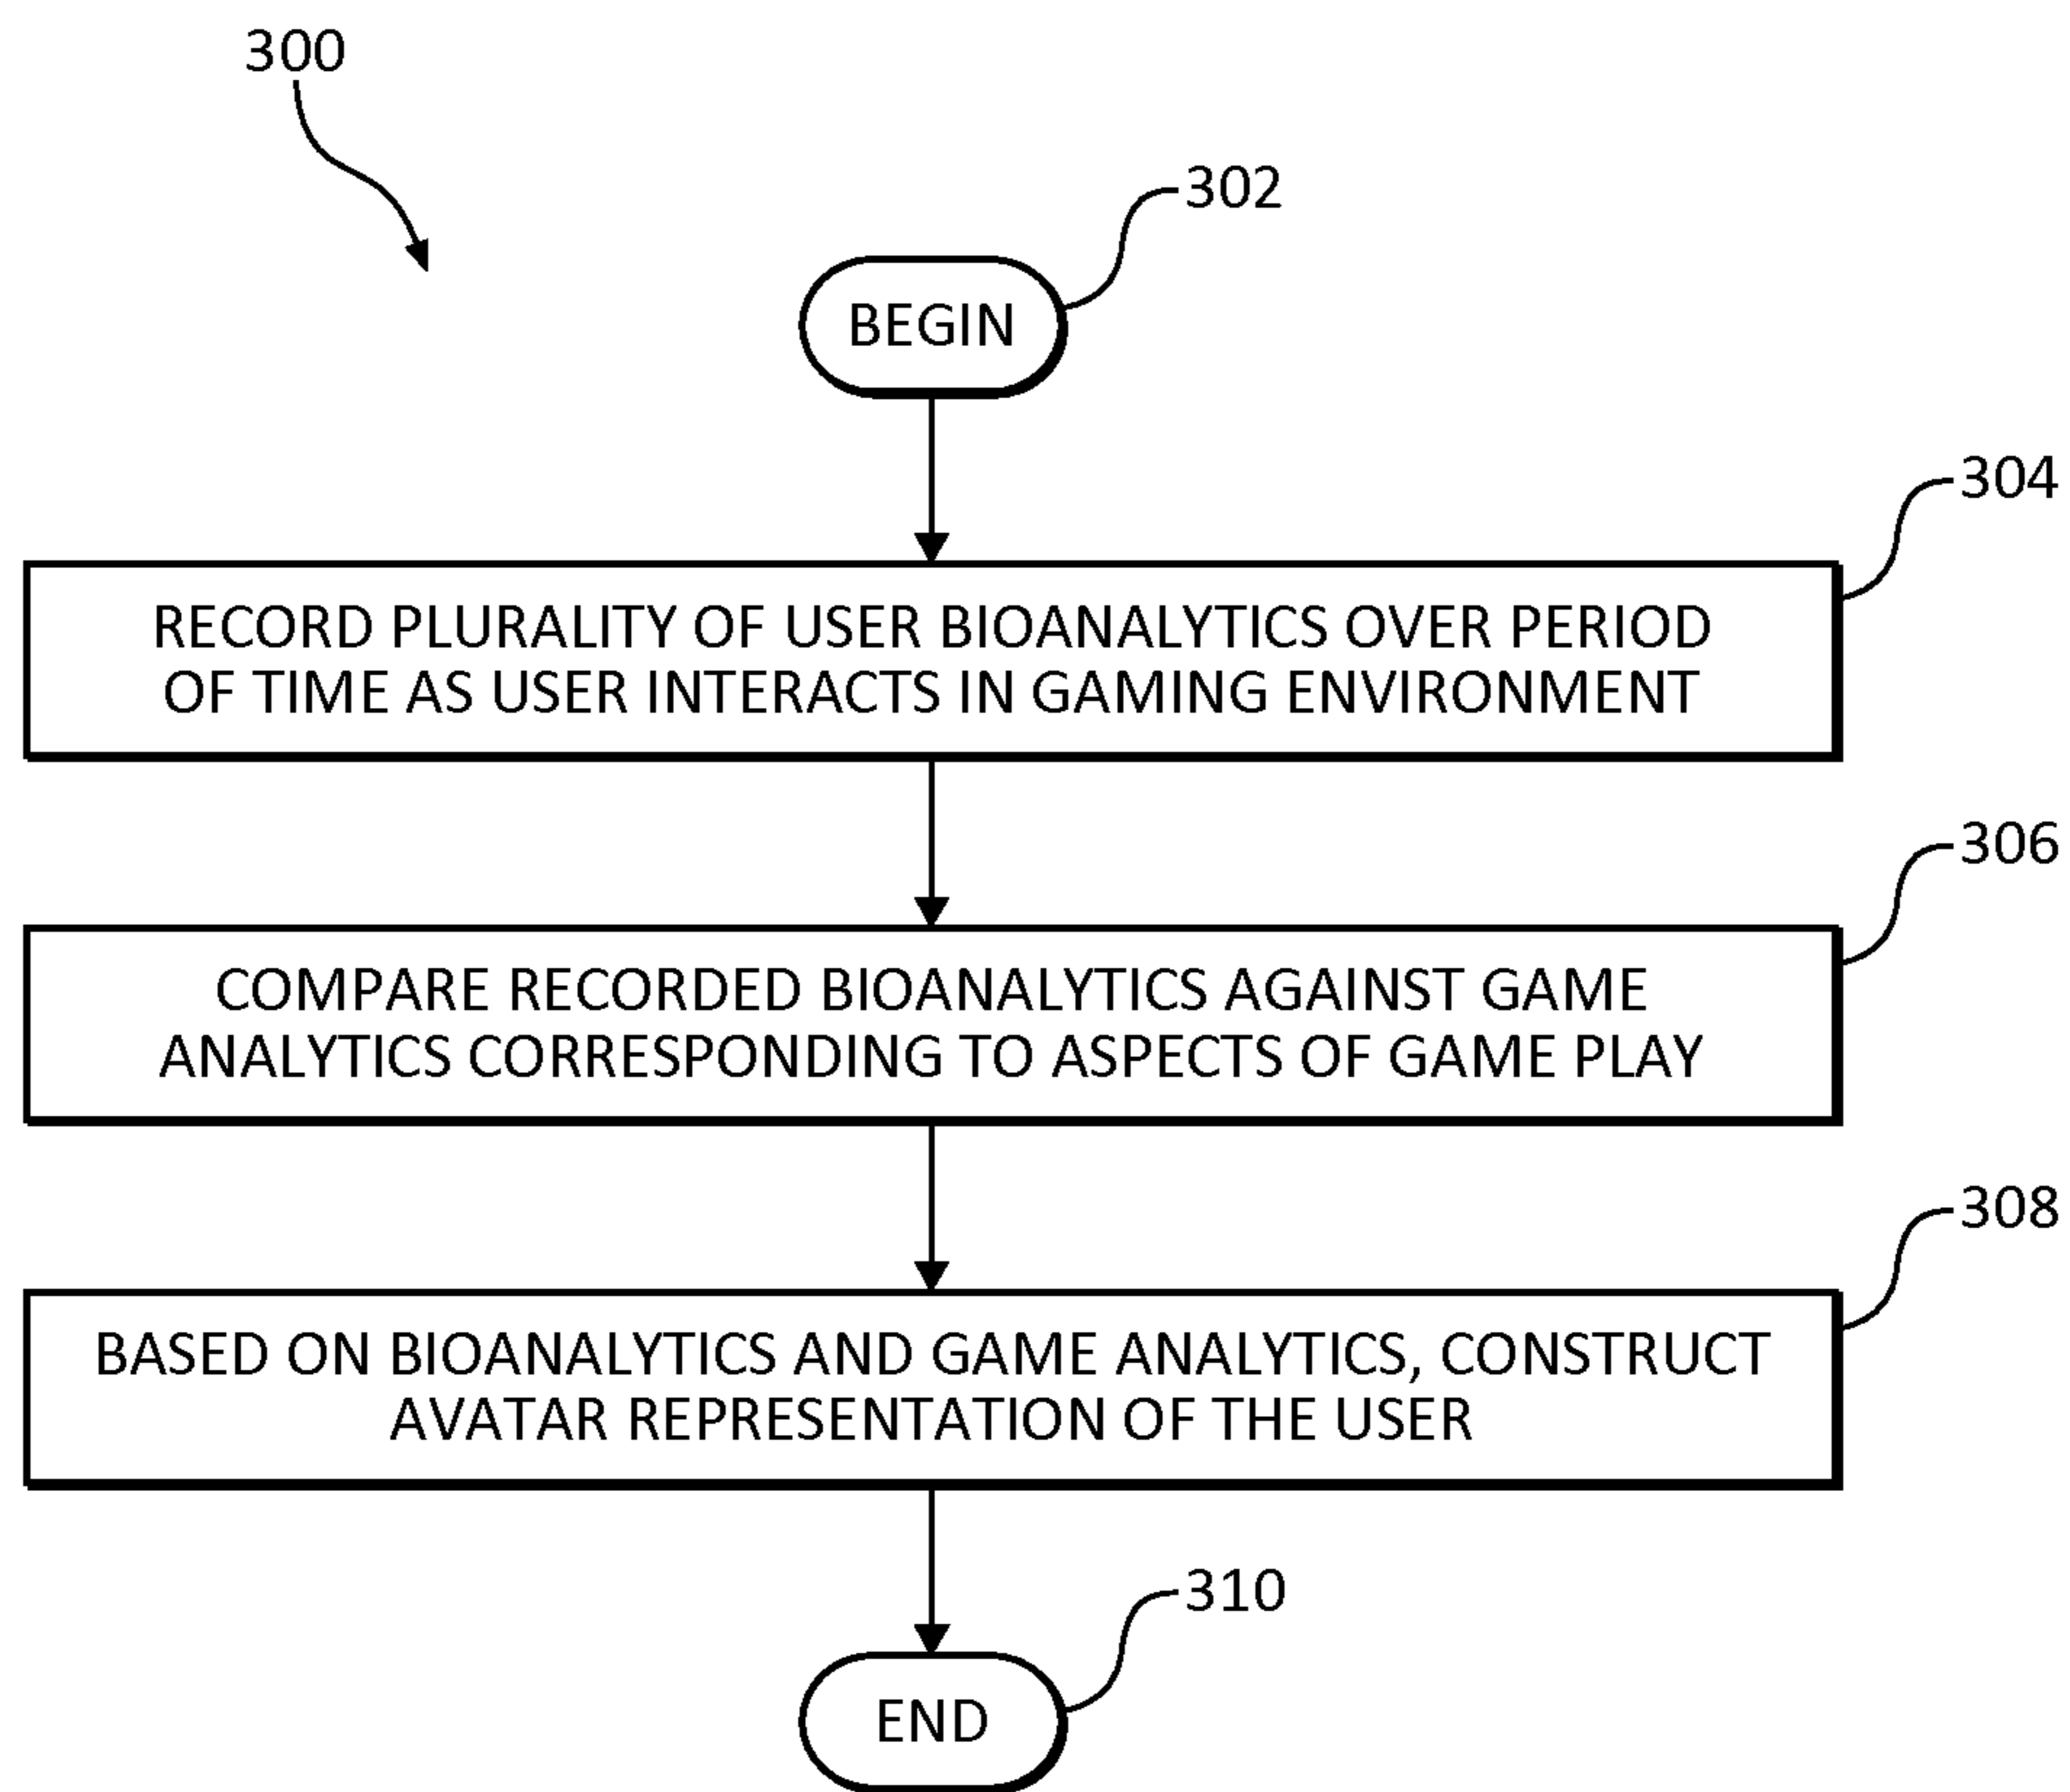 300
302
BEGIN
304
RECORD PLURALITY OF USER BIOANALYTICS OVER PERIOD
OF TIME AS USER INTERACTS IN GAMING ENVIRONMENT
306
COMPARE RECORDED BIOANALYTICS AGAINST GAME
ANALYTICS CORRESPONDING TO ASPECTS OF GAME PLAY
308
BASED ON BIOANALYTICS AND GAME ANALYTICS, CONSTRUCT
AVATAR REPRESENTATION OF THE USER
310
END